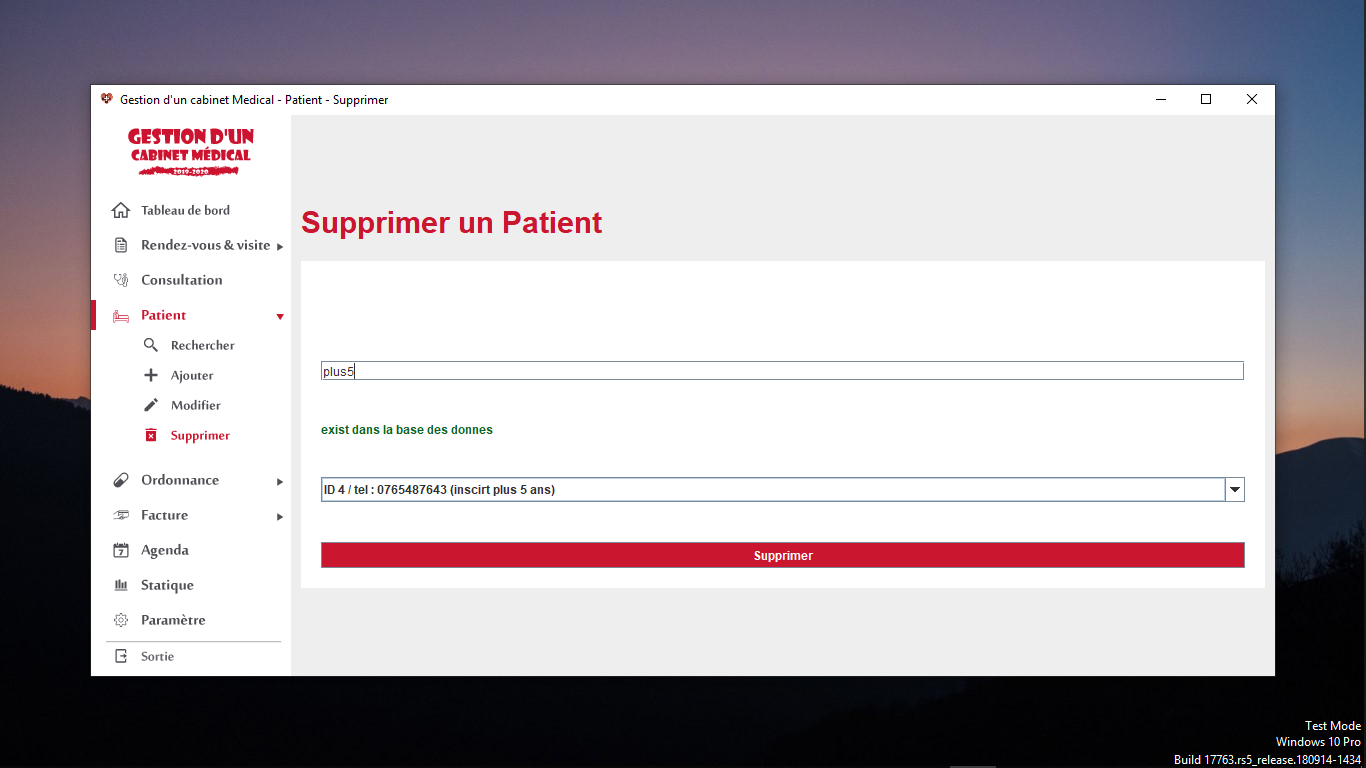 Gestion d'un cabinet Medical - Patient - Supprimer
GESTION D'UN
CABINET MÉDICAL
2019-2020
Tableau de bord
Rendez-vous & visite
Consultation
Patient
Rechercher
Ajouter
Modifier
Supprimer
Ordonnance
Facture
7
Agenda
Statique
Paramètre
Sortie
Supprimer un Patient
plus5
exist dans la base des donnes
ID 4 / tel : 0765487643 (inscirt plus 5 ans)
Supprimer
Test Mode
Windows 10 Pro
Build 17763.rs5_release.180914-1434